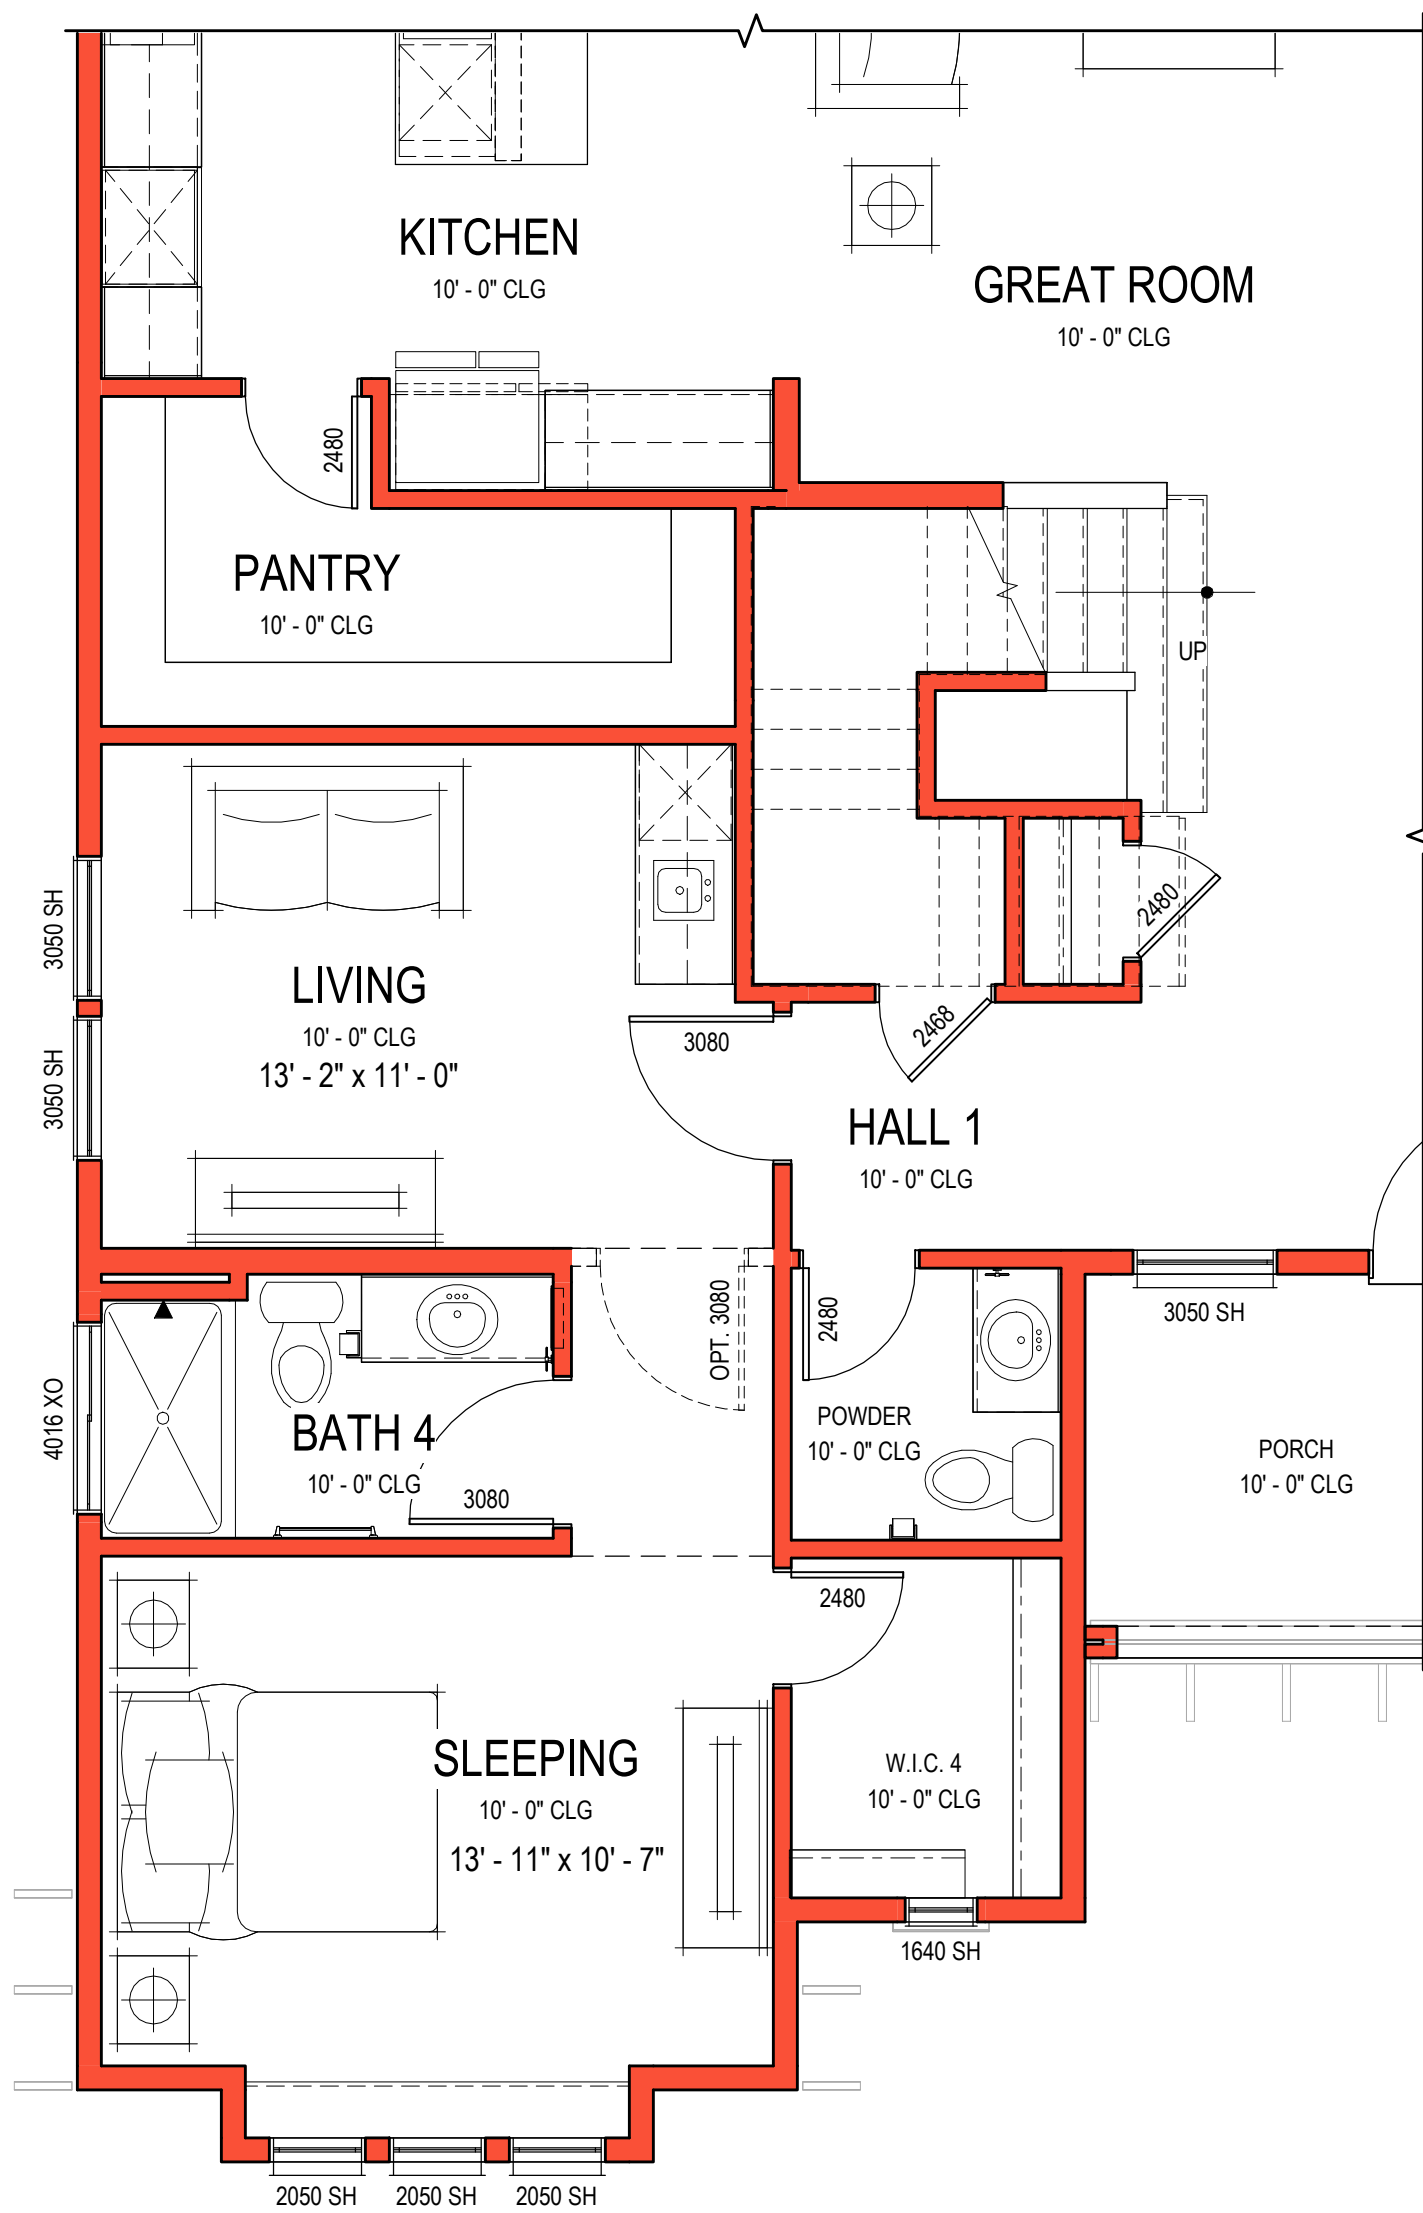 KITCHEN
10' - 0" CLG
GREAT ROOM
10' - 0" CLG
2480
PANTRY
10' - 0" CLG
UP
3050 SH
2480
LIVING
10' - 0" CLG
13' - 2" x 11' - 0"
3050 SH
3080
2468
HALL 1
10' - 0" CLG
OPT. 3080
2480
3050 SH
4016 XO
BATH 4
10' - 0" CLG
3080
POWDER
10' - 0" CLG
PORCH
10' - 0" CLG
2480
SLEEPING
10' - 0" CLG
13' - 11" x 10' - 7"
W.I.C. 4
10' - 0" CLG
1640 SH
2050 SH
2050 SH
2050 SH